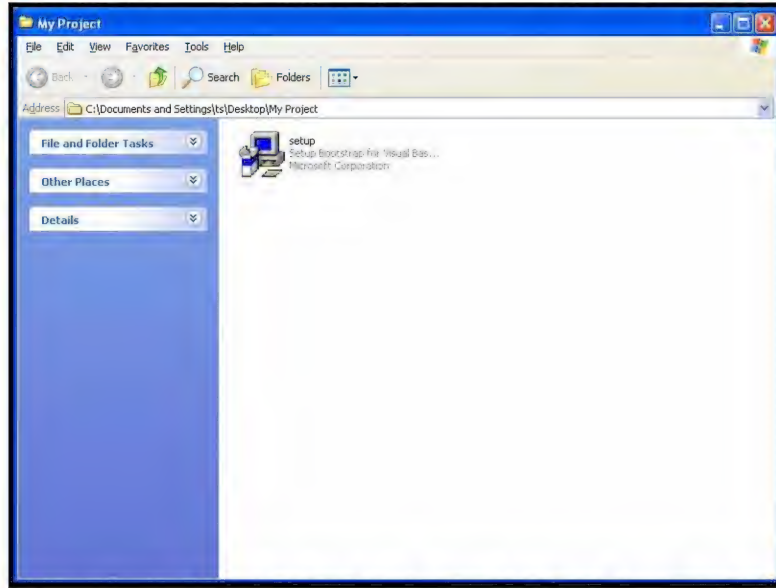 My Project
File Edit View Favorites Tools Help
Back Search Folders
Address C:\Documents and Settings\ts\Desktop\My Project
File and Folder Tasks
Other Places
Details
setup
Setup Bootstrap for Visual Bas...
Microsoft Corporation